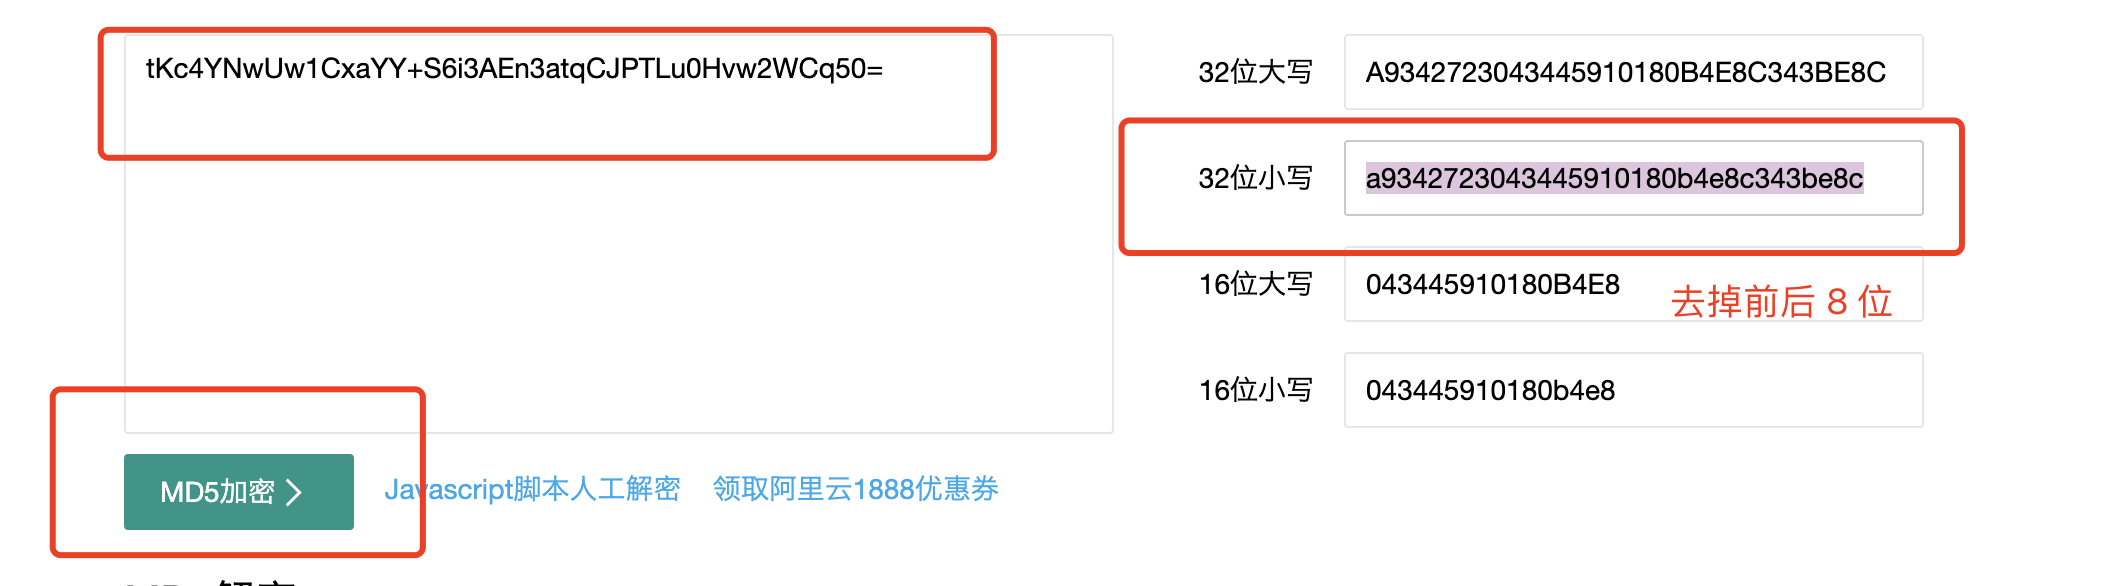 tKc4YNwUw1CxaYY+S6i3AEn3atqCJPTLu0Hvw2WCq50=
32位大写 A93427230434459101​80B4E8C343BE8C
32位小写 a9342723043445910180b4e8c343be8c
16位大写 043445910180B4E8 去掉前后 8 位
16位小写 043445910180b4e8
MD5加密
Javascript脚本人工解密 领取阿里云1888优惠券